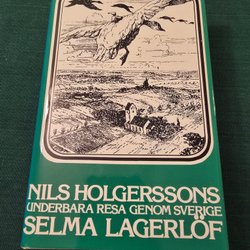 NILS HOLGERSSONS
UNDERBARA RESA GENOM SVERIGE
SELMA LAGERLÖF